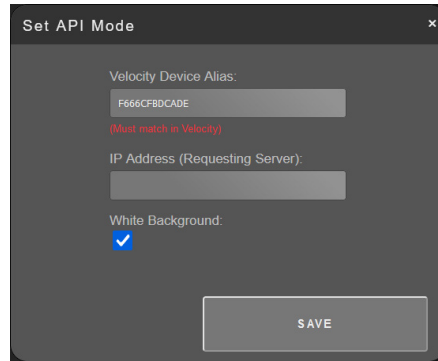 Set API Mode
×
Velocity Device Alias:
F666CFBDCADE
(Must match in Velocity)
IP Address (Requesting Server):
White Background:
SAVE